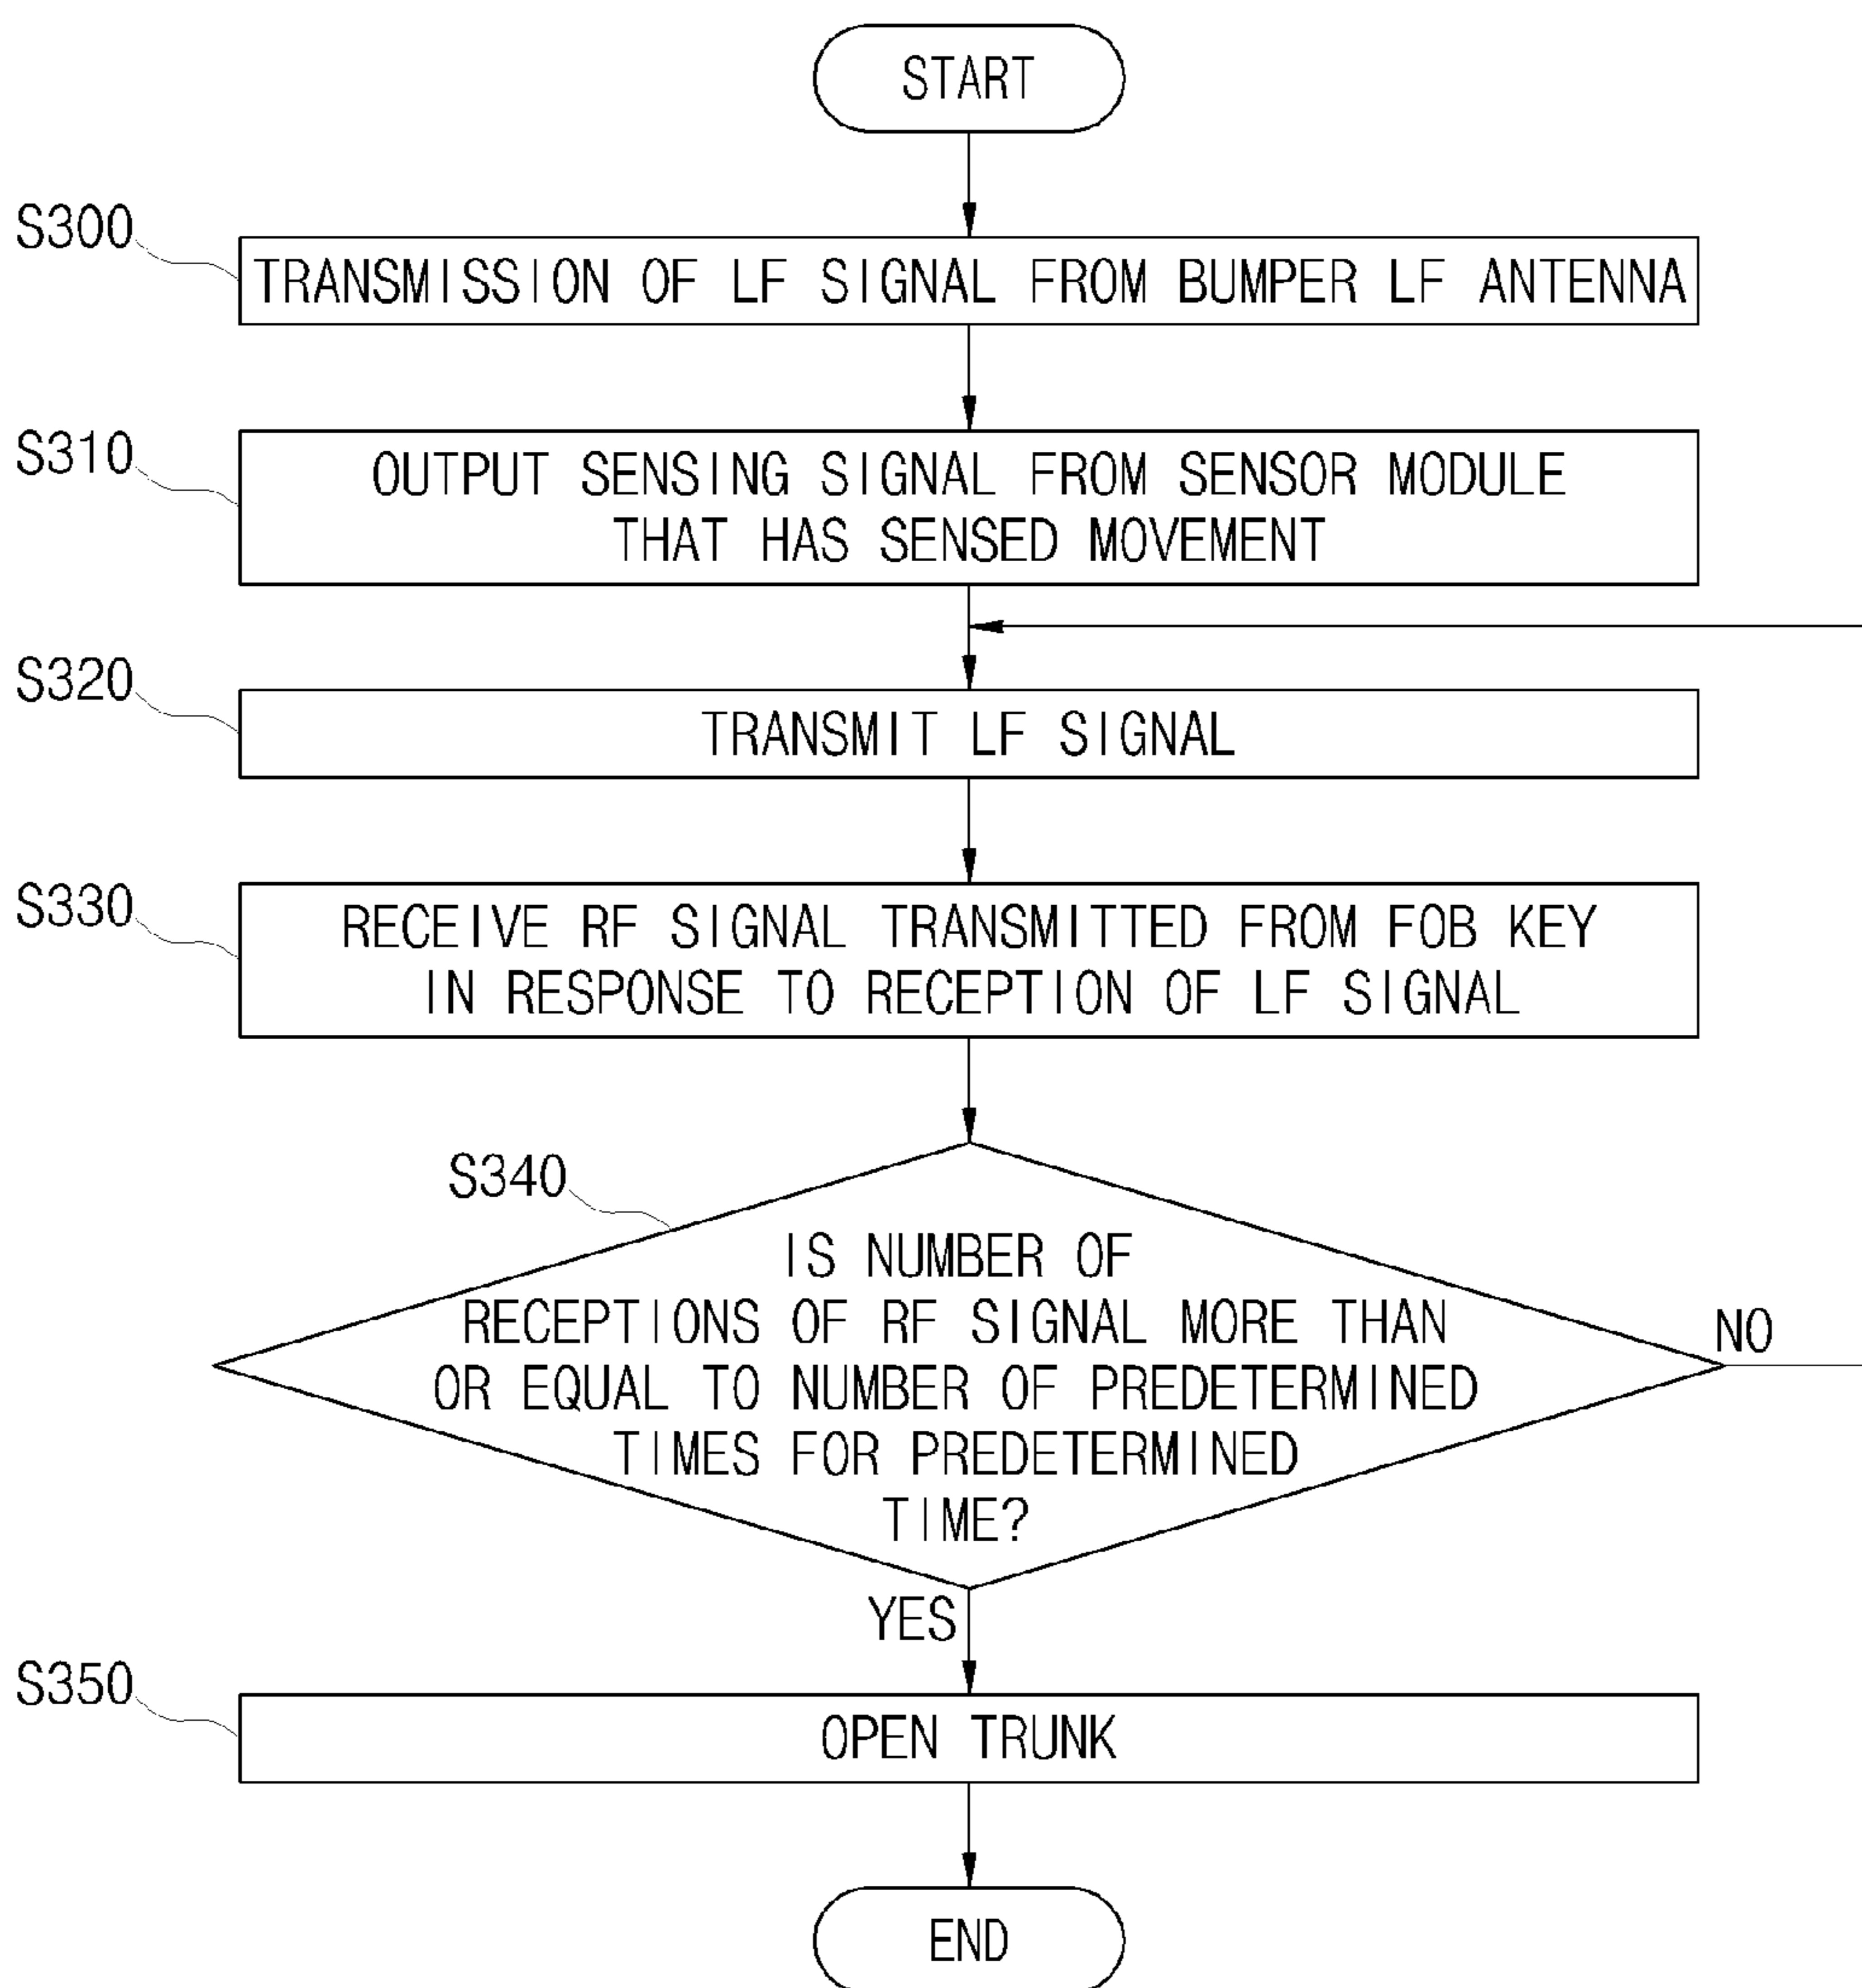 START
S300
TRANSMISSION OF LF SIGNAL FROM BUMPER LF ANTENNA
S310
OUTPUT SENSING SIGNAL FROM SENSOR MODULE
THAT HAS SENSED MOVEMENT
S320
TRANSMIT LF SIGNAL
S330
RECEIVE RF SIGNAL TRANSMITTED FROM FOB KEY
IN RESPONSE TO RECEPTION OF LF SIGNAL
S340
IS NUMBER OF
RECEPTIONS OF RF SIGNAL MORE THAN
OR EQUAL TO NUMBER OF PREDETERMINED
TIMES FOR PREDETERMINED
TIME?
NO
YES
S350
OPEN TRUNK
END